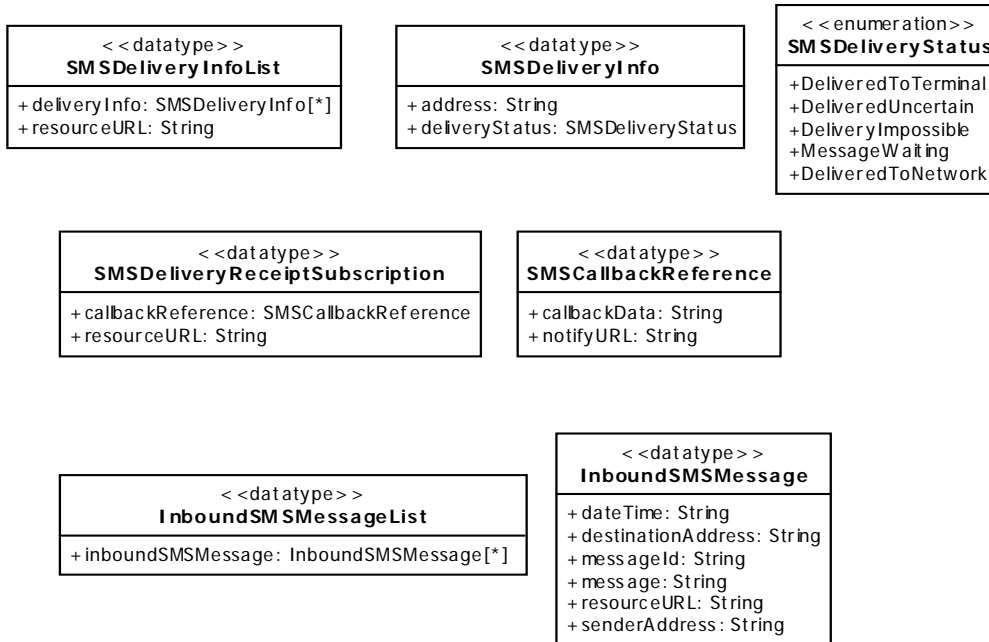 <<datatype>>
SMSDeliveryInfoList
+deliveryInfo: SMSDeliveryInfo[*]
+resourceURL: String
<<datatype>>
SMSDeliveryInfo
+address: String
+deliveryStatus: SMSDeliveryStatus
<<enumeration>>
SMSDeliveryStatus
+DeliveredToTerminal
+DeliveredUncertain
+DeliveryImpossible
+MessageWaiting
+DeliveredToNetwork
<<datatype>>
SMSDeliveryReceiptSubscription
+callbackReference: SMSCallbackReference
+resourceURL: String
<<datatype>>
SMSCallbackReference
+callbackData: String
+notifyURL: String
<<datatype>>
InboundSMSMessageList
+inboundSMSMessage: InboundSMSMessage[*]
<<datatype>>
InboundSMSMessage
+dateTime: String
+destinationAddress: String
+messageId: String
+message: String
+resourceURL: String
+senderAddress: String